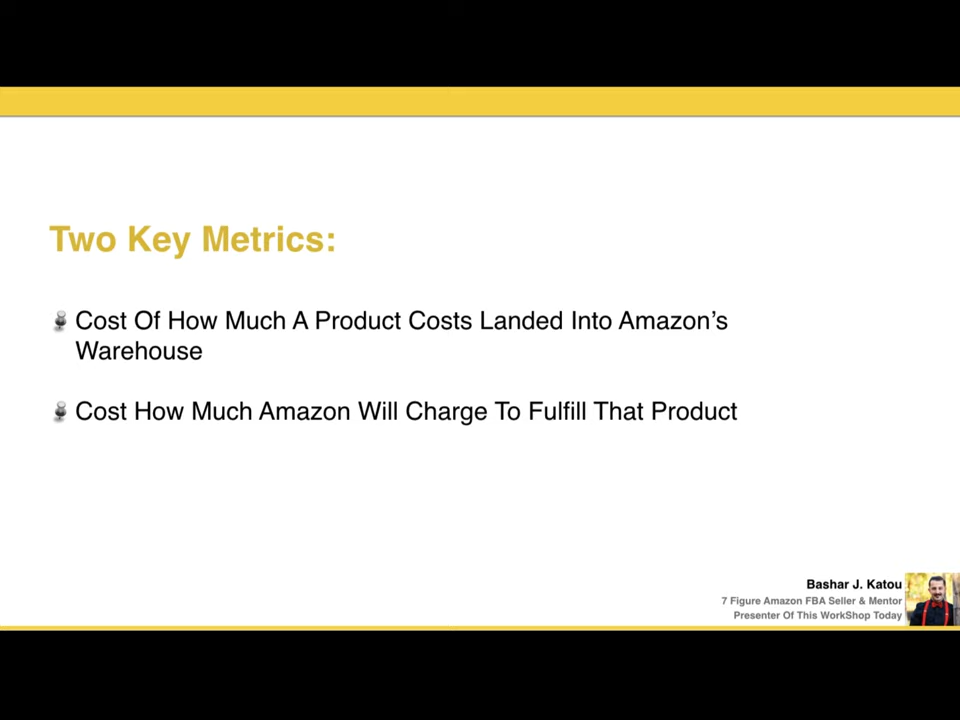 Two Key Metrics:
Cost Of How Much A Product Costs Landed Into Amazon’s
Warehouse
Cost How Much Amazon Will Charge To Fulfill That Product
Bashar J. Katou
7 Figure Amazon FBA Seller & Mentor
Presenter Of This WorkShop Today